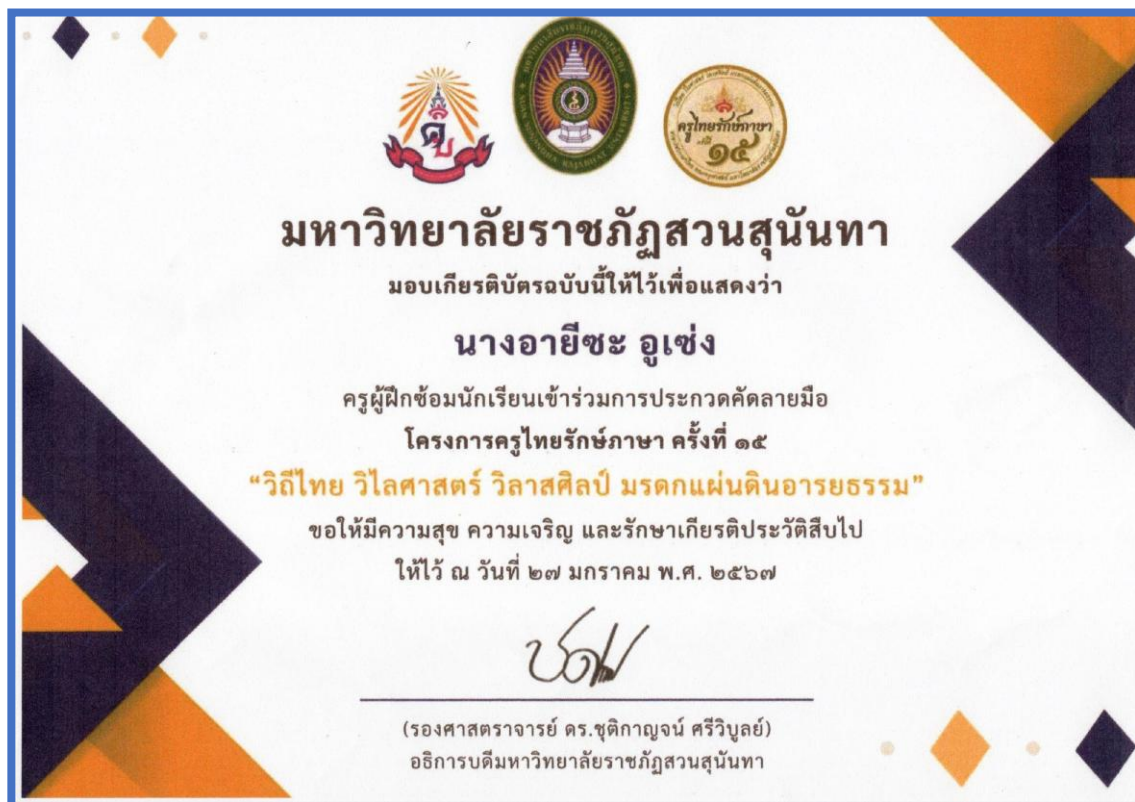 ครูไทยรักษ์ภาษา
๑๕
มหาวิทยาลัยราชภัฏสวนสุนันทา
มอบเกียรติบัตรฉบับนี้ให้ไว้เพื่อแสดงว่า
นางอายีซะ อูเซ่ง
ครูผู้ฝึกซ้อมนักเรียนเข้าร่วมการประกวดคัดลายมือ
โครงการครูไทยรักษ์ภาษา ครั้งที่ ๑๕
“วิถีไทย วิไลศาสตร์ วิลาสศิลป์ มรดกแผ่นดินอารยธรรม”
ขอให้มีความสุข ความเจริญ และรักษาเกียรติประวัติสืบไป
ให้ไว้ ณ วันที่ ๒๗ มกราคม พ.ศ. ๒๕๖๗
(รองศาสตราจารย์ ดร.ชุติกาญจน์ ศรีวิบูลย์)
อธิการบดีมหาวิทยาลัยราชภัฏสวนสุนันทา